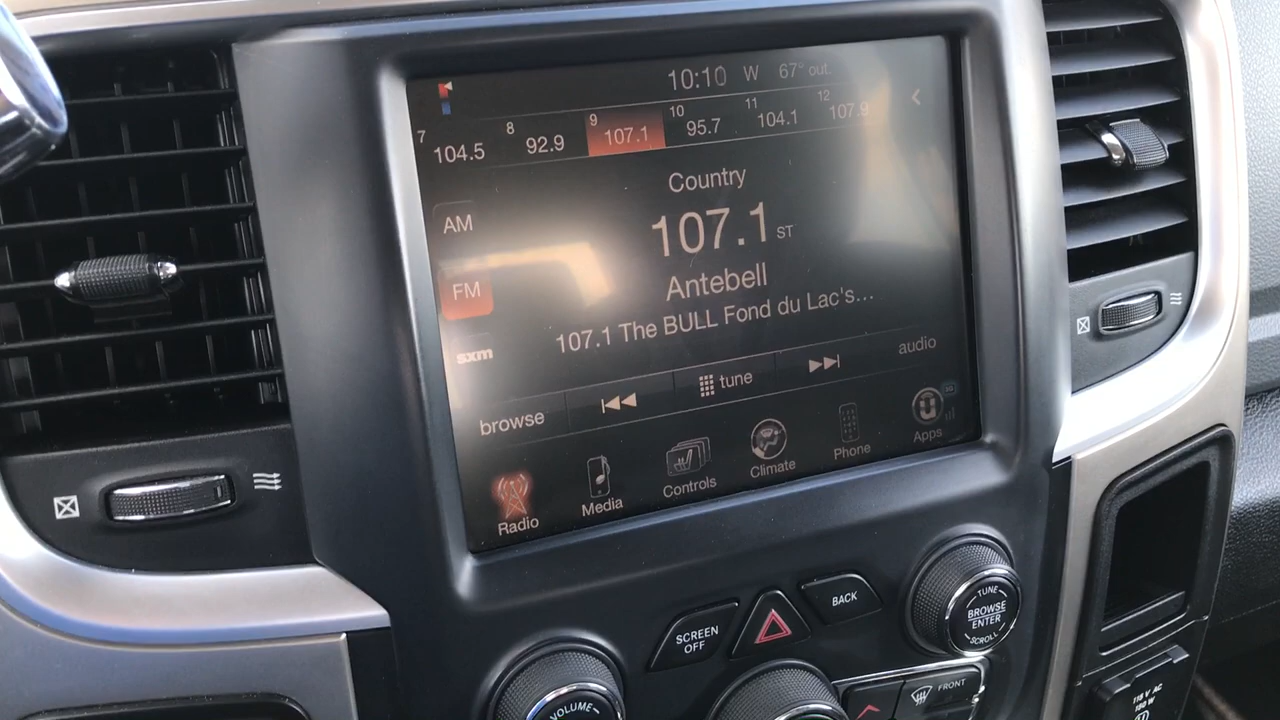 10:10 W 67° out.
7 104.5 8 92.9 9 107.1 10 95.7 11 104.1 12 107.9
Country
AM
107.1 ST
FM
Antebell
107.1 The BULL Fond du Lac's...
sxm
browse tune audio
Radio Media Controls Climate Phone Apps
SCREEN OFF
BACK
TUNE
BROWSE
ENTER
SCROLL
VOLUME
FRONT
115 V AC